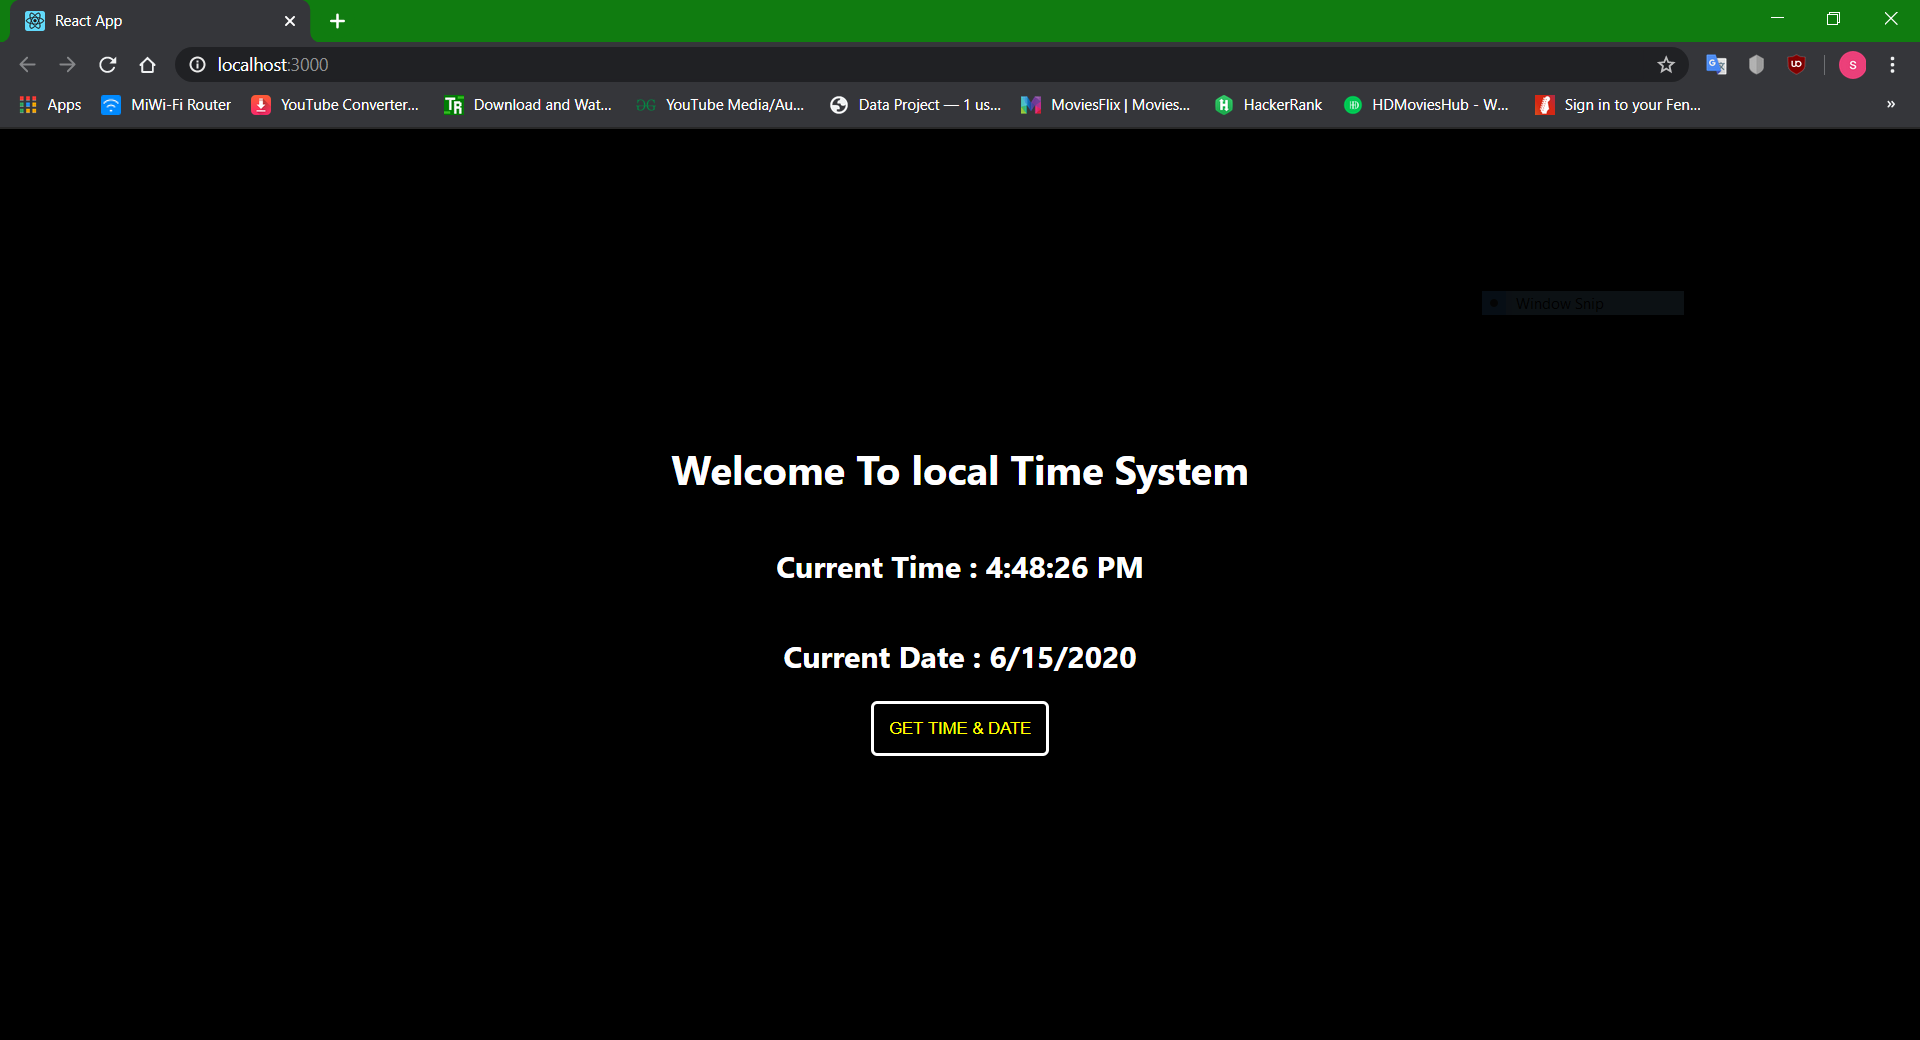 React App
localhost:3000
Apps MiWi-Fi Router YouTube Converter... TR Download and Wat... GG YouTube Media/Au... Data Project — 1 us... MoviesFlix | Movies... HackerRank HDMoviesHub - W... Sign in to your Fen... »
Window Snip
Welcome To local Time System
Current Time : 4:48:26 PM
Current Date : 6/15/2020
GET TIME & DATE